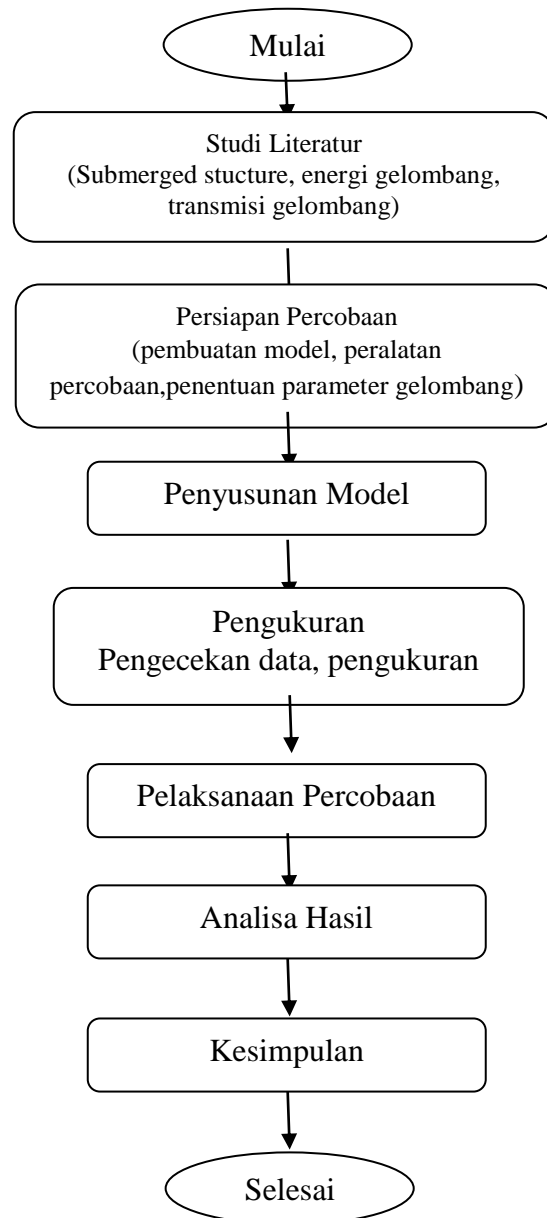 Mulai
Studi Literatur
(Submerged stucture, energi gelombang,
transmisi gelombang)
Persiapan Percobaan
(pembuatan model, peralatan
percobaan,penentuan parameter gelombang)
Penyusunan Model
Pengukuran
Pengecekan data, pengukuran
Pelaksanaan Percobaan
Analisa Hasil
Kesimpulan
Selesai